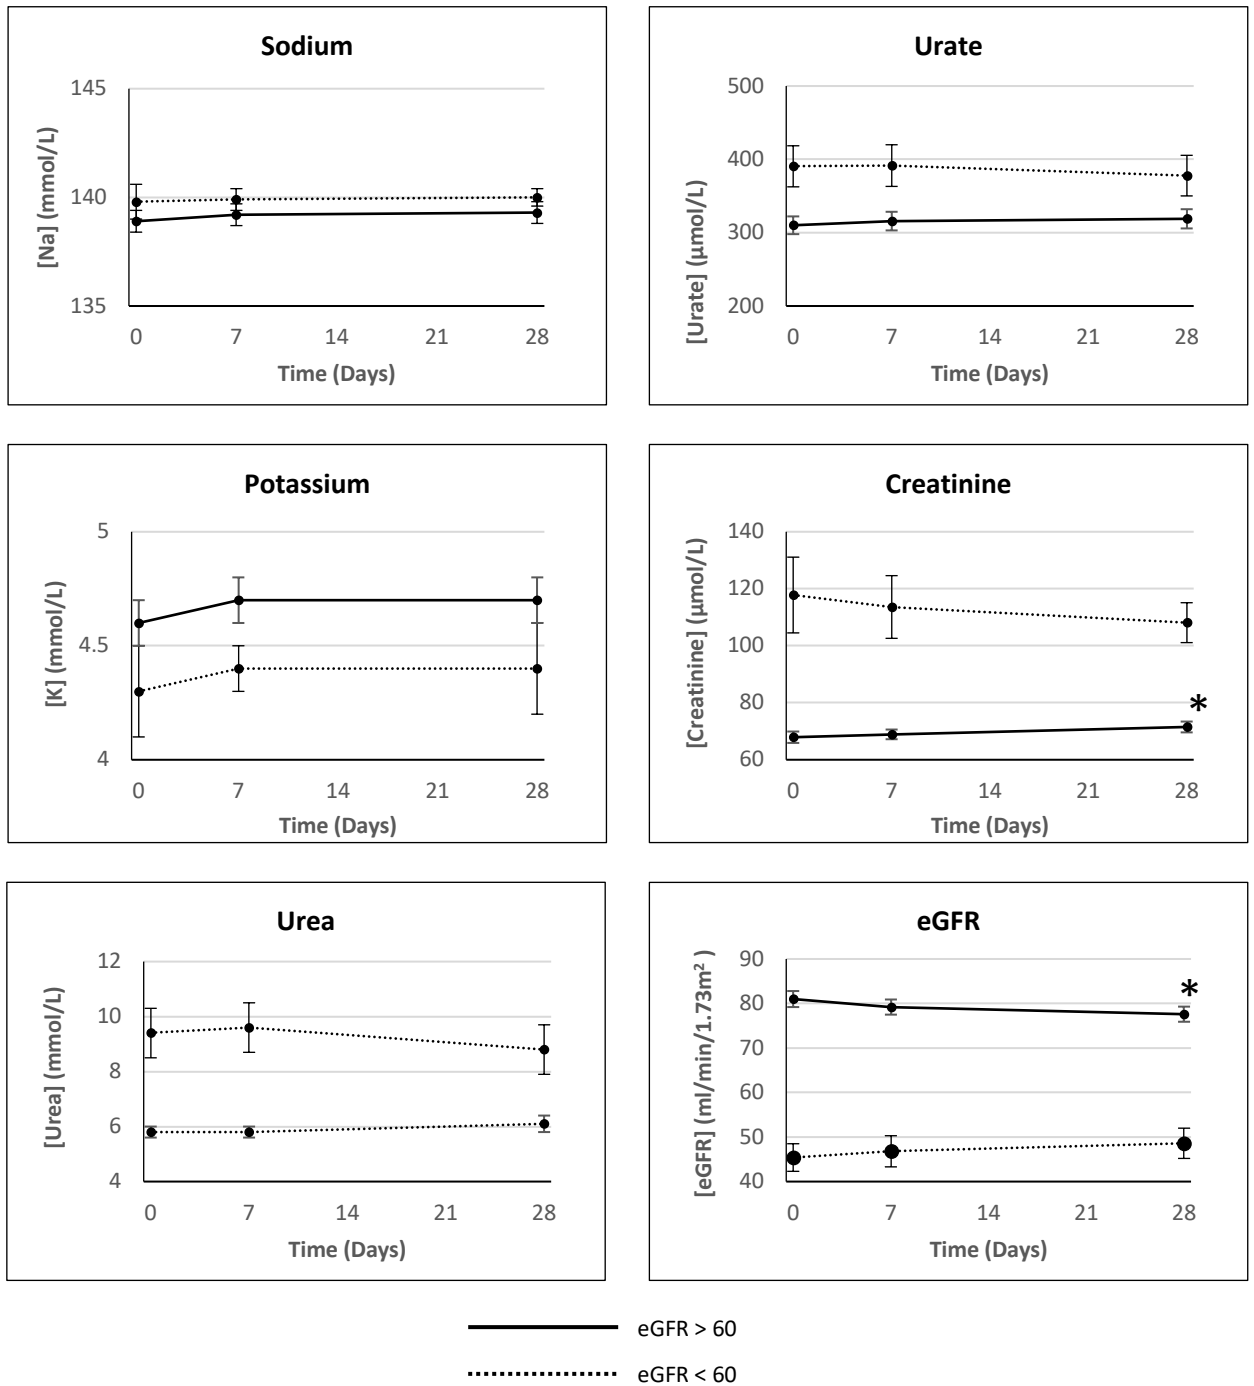 Sodium
145
140
135
[Na] (mmol/L)
0 7 14 21 28
Time (Days)
Urate
500
400
300
200
[Urate] (µmol/L)
0 7 14 21 28
Time (Days)
Potassium
5
4.5
4
[K] (mmol/L)
0 7 14 21 28
Time (Days)
Creatinine
140
120
100
80
60
[Creatinine] (µmol/L)
*
0 7 14 21 28
Time (Days)
Urea
12
10
8
6
4
[Urea] (mmol/L)
0 7 14 21 28
Time (Days)
eGFR
90
80
70
60
50
40
[eGFR] (ml/min/1.73m² )
*
0 7 14 21 28
Time (Days)
eGFR > 60
eGFR < 60